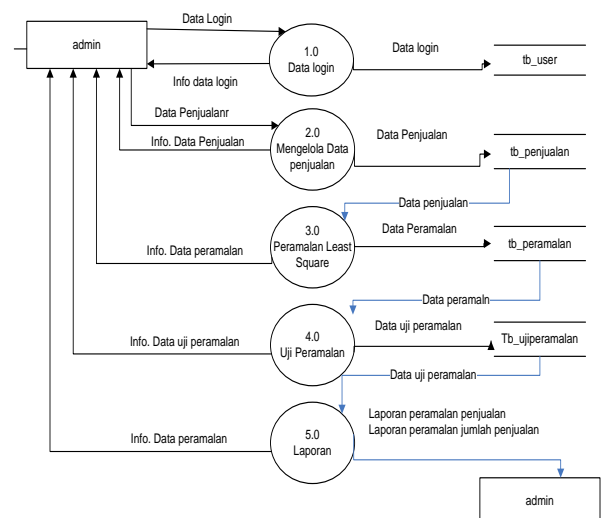 Data Login
admin
1.0
Data login
Data login
tb_user
Info data login
Data Penjualanr
Info. Data Penjualan
2.0
Mengelola Data
penjualan
Data Penjualan
tb_penjualan
Data penjualan
3.0
Peramalan Least
Square
Data Peramalan
tb_peramalan
Info. Data peramalan
Data peramaln
4.0
Uji Peramalan
Data uji peramalan
Tb_ujiperamalan
Info. Data uji peramalan
Data uji peramalan
5.0
Laporan
Laporan peramalan penjualan
Laporan peramalan jumlah penjualan
Info. Data peramalan
admin